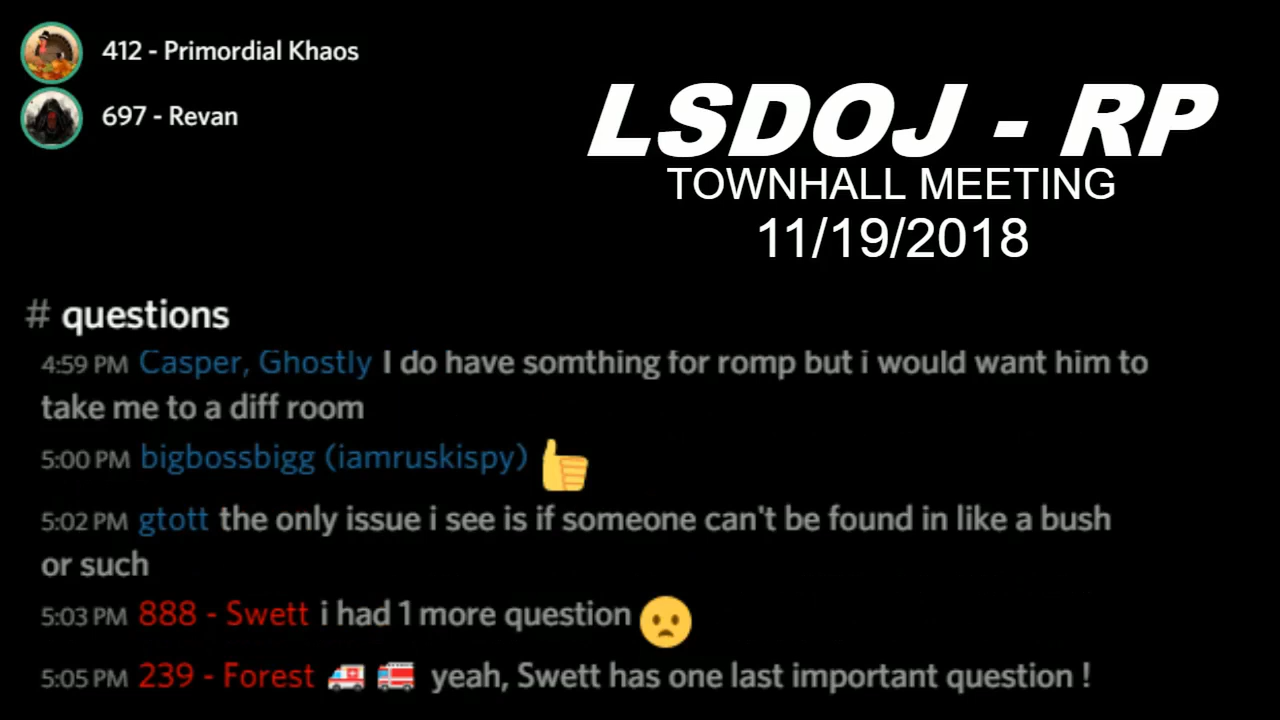 412 - Primordial Khaos
697 - Revan
LSDOJ - RP
TOWNHALL MEETING
11/19/2018
# questions
4:59 PM Casper, Ghostly I do have somthing for romp but i would want him to
take me to a diff room
5:00 PM bigbossbigg (iamruskispy) 👍
5:02 PM gtott the only issue i see is if someone can't be found in like a bush
or such
5:03 PM 888 - Swett i had 1 more question 🙁
5:05 PM 239 - Forest 🚑 🚒 yeah, Swett has one last important question !